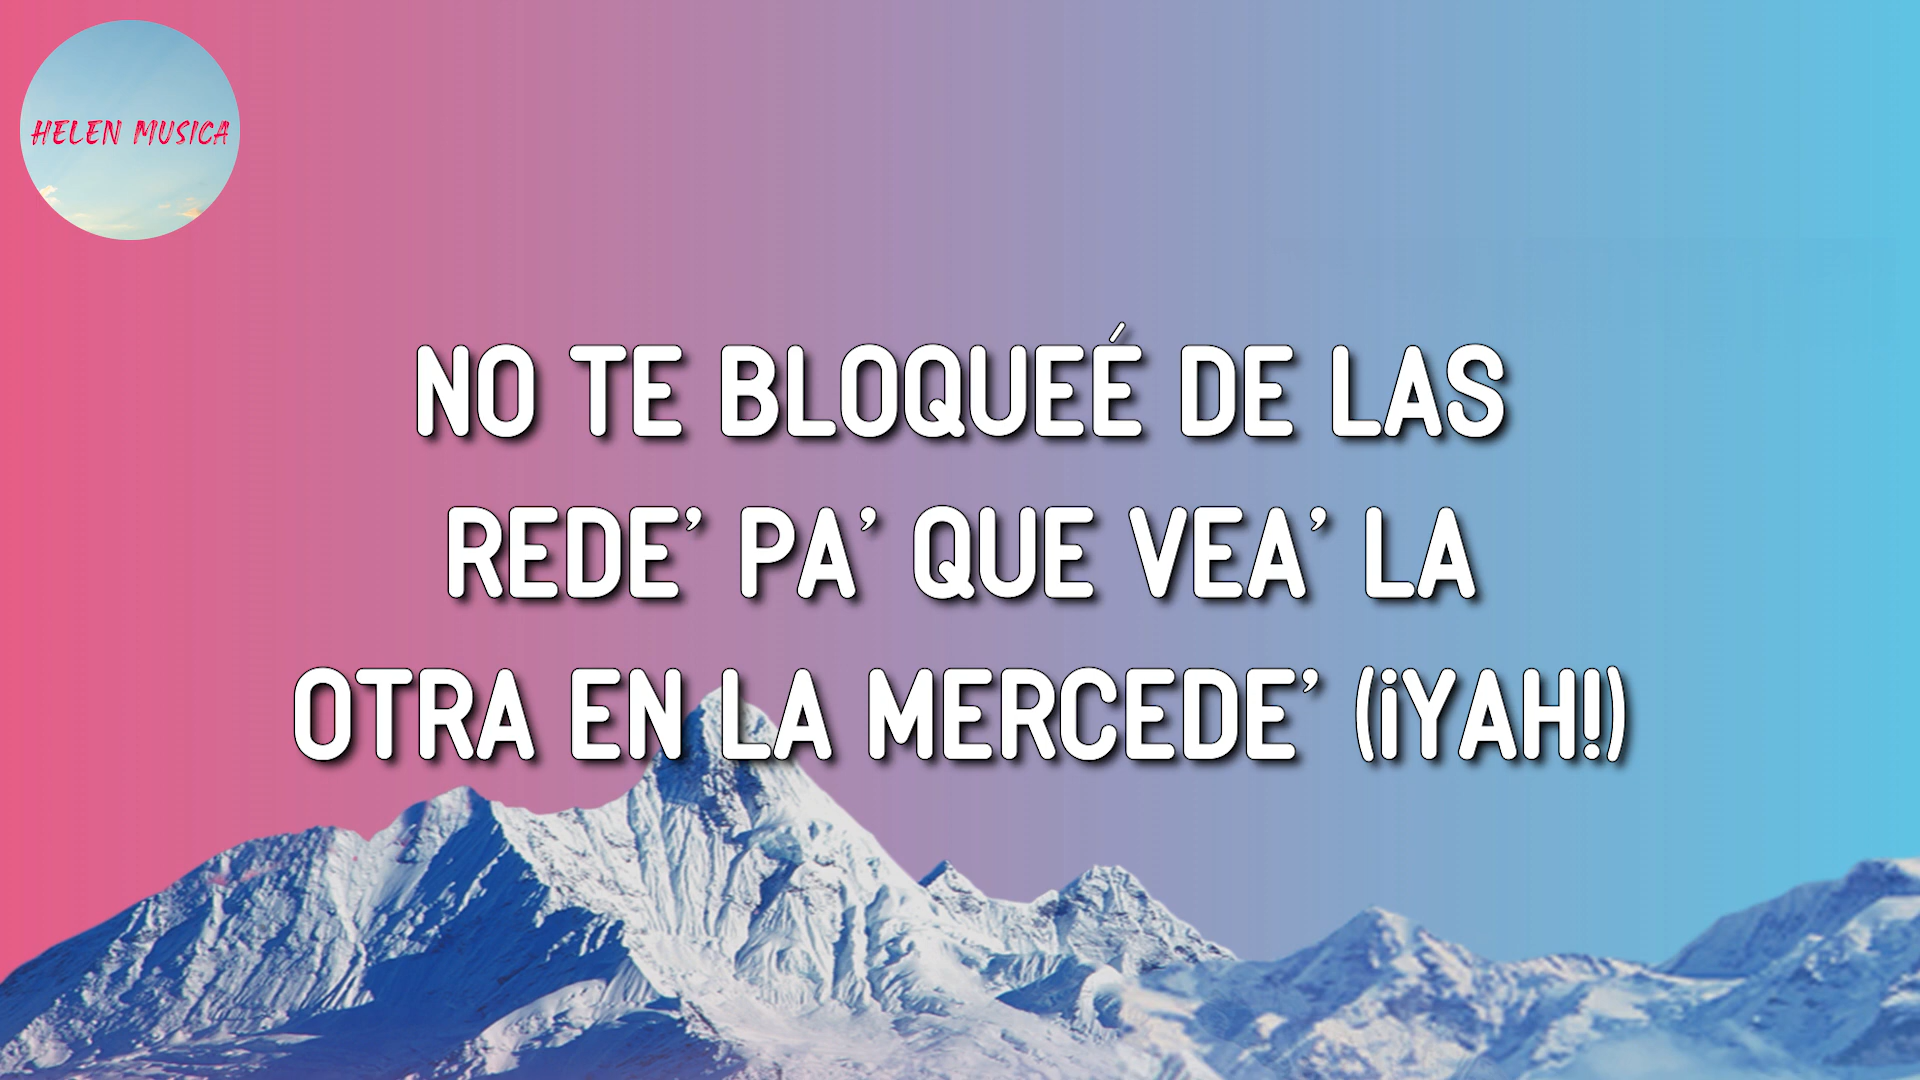 HELEN MUSICA
NO TE BLOQUEÉ DE LAS
REDE' PA' QUE VEA' LA
OTRA EN LA MERCEDE' (¡YAH!)